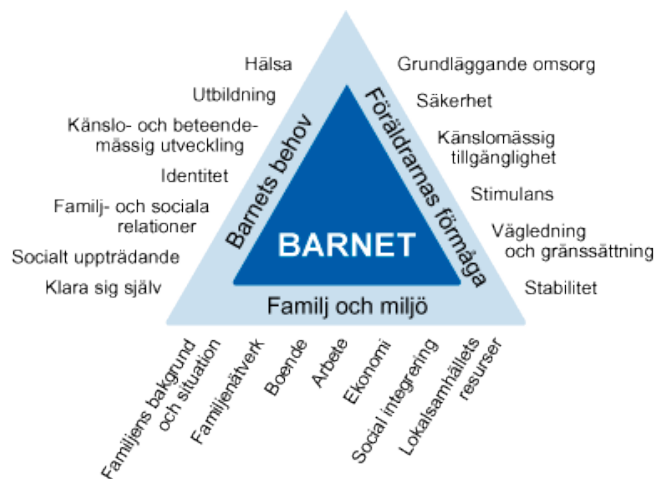 Hälsa
Utbildning
Känslo- och beteende-
mässig utveckling
Identitet
Familj- och sociala
relationer
Socialt uppträdande
Klara sig själv
Barnets behov
BARNET
Föräldrarnas förmåga
Familj och miljö
Grundläggande omsorg
Säkerhet
Känslomässig
tillgänglighet
Stimulans
Vägledning
och gränssättning
Stabilitet
Familjens bakgrund
och situation
Familjenätverk
Boende
Arbete
Ekonomi
Social integrering
Lokalsamhällets
resurser